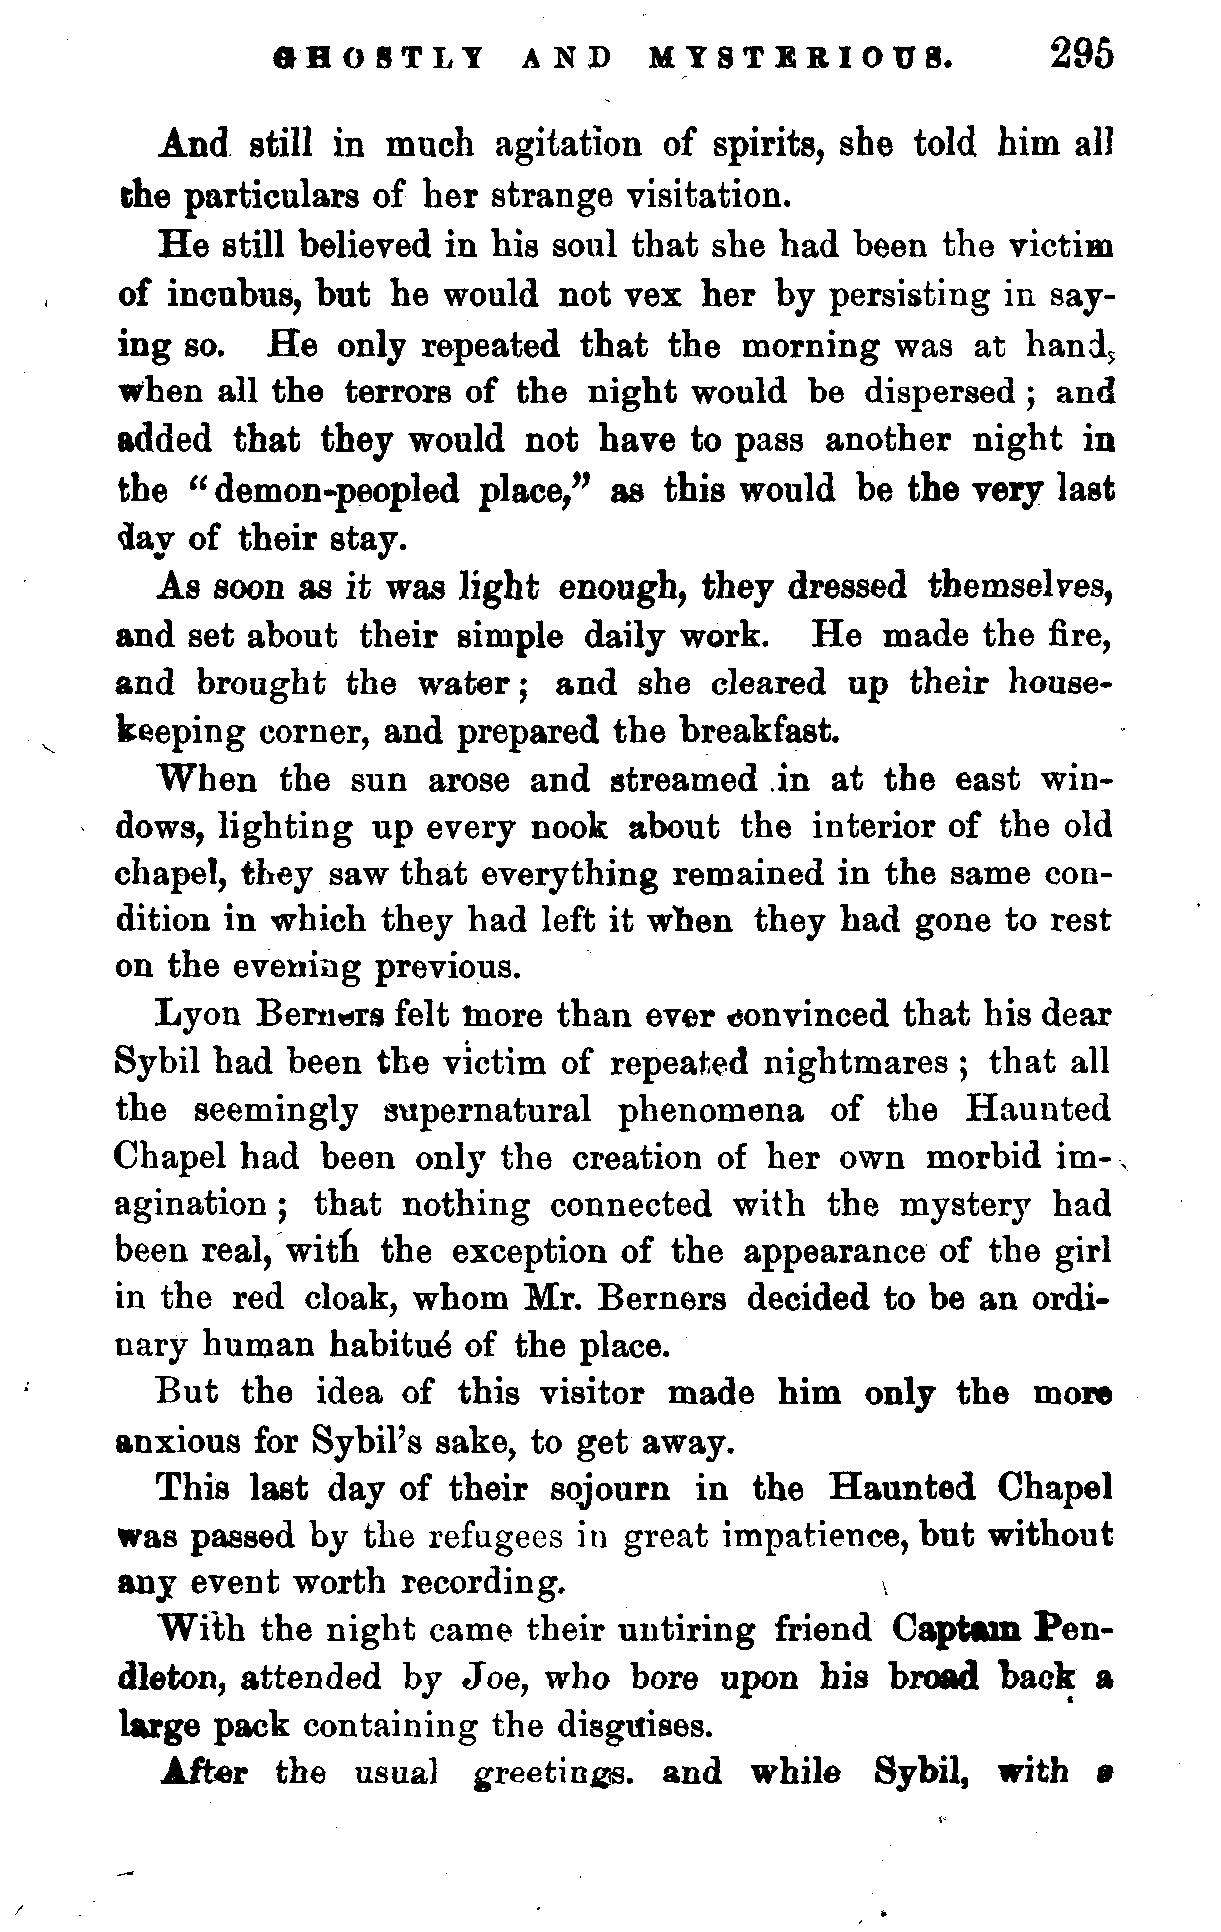 GHOSTLY AND MYSTERIOUS. 295
And still in much agitation of spirits, she told him all
the particulars of her strange visitation.
He still believed in his soul that she had been the victim
of incubus, but he would not vex her by persisting in say-
ing so. He only repeated that the morning was at hand,
when all the terrors of the night would be dispersed ; and
added that they would not have to pass another night in
the “demon-peopled place,” as this would be the very last
day of their stay.
As soon as it was light enough, they dressed themselves,
and set about their simple daily work. He made the fire,
and brought the water ; and she cleared up their house-
keeping corner, and prepared the breakfast.
When the sun arose and streamed in at the east win-
dows, lighting up every nook about the interior of the old
chapel, they saw that everything remained in the same con-
dition in which they had left it when they had gone to rest
on the evening previous.
Lyon Berners felt more than ever convinced that his dear
Sybil had been the victim of repeated nightmares ; that all
the seemingly supernatural phenomena of the Haunted
Chapel had been only the creation of her own morbid im-
agination ; that nothing connected with the mystery had
been real, with the exception of the appearance of the girl
in the red cloak, whom Mr. Berners decided to be an ordi-
nary human habitué of the place.
But the idea of this visitor made him only the more
anxious for Sybil’s sake, to get away.
This last day of their sojourn in the Haunted Chapel
was passed by the refugees in great impatience, but without
any event worth recording.
With the night came their untiring friend Captain Pen-
dleton, attended by Joe, who bore upon his broad back a
large pack containing the disguises.
After the usual greetings. and while Sybil, with a